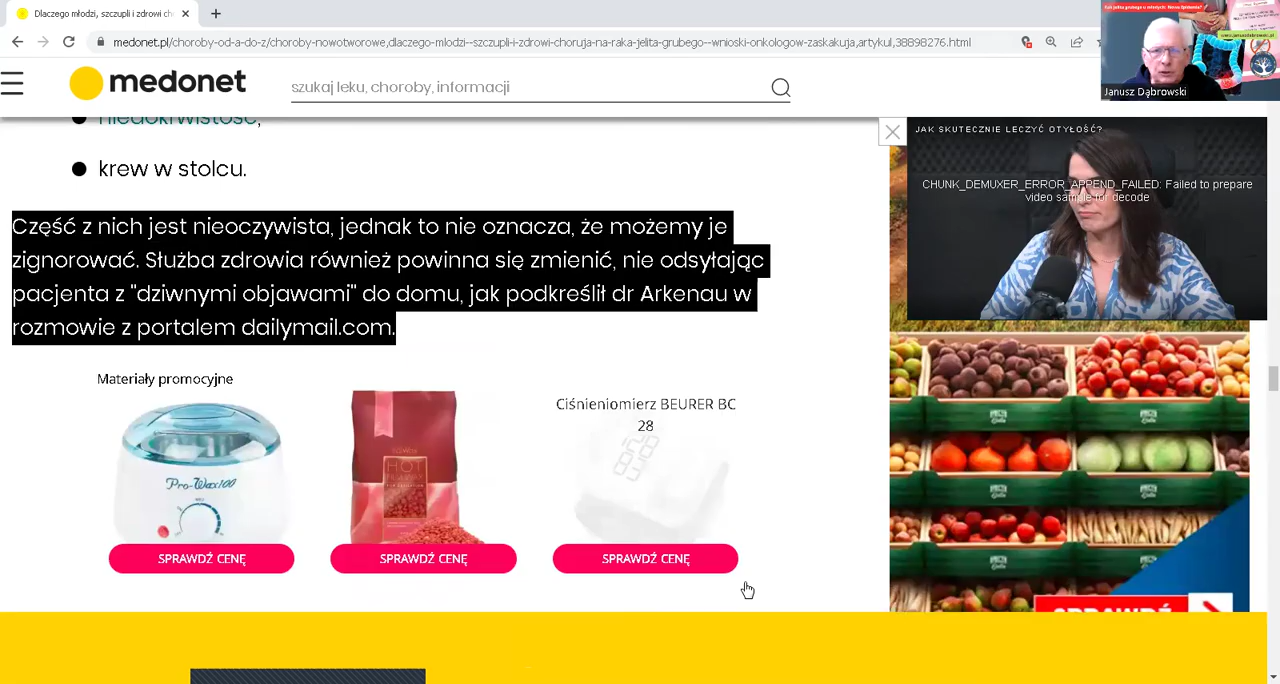 Dlaczego młodzi, szczupli i zdrowi cho
medonet.pl/choroby-od-a-do-z/choroby-nowotworowe,dlaczego-mlodzi--szczupli-i-zdrowi-choruja-na-raka-jelita-grubego--wnioski-onkologow-zaskakuja,artykul,38898276.html
Janusz Dąbrowski
medonet
szukaj leku, choroby, informacji
niedokrwistość,
krew w stolcu.
Część z nich jest nieoczywista, jednak to nie oznacza, że możemy je
zignorować. Służba zdrowia również powinna się zmienić, nie odsyłając
pacjenta z "dziwnymi objawami" do domu, jak podkreślił dr Arkenau w
rozmowie z portalem dailymail.com.
JAK SKUTECZNIE LECZYĆ OTYŁOŚĆ?
CHUNK_DEMUXER_ERROR_APPEND_FAILED: Failed to prepare
video sample for decode
Materiały promocyjne
Ciśnieniomierz BEURER BC
28
Pro-Wax100
HOT
SPRAWDŹ CENĘ
SPRAWDŹ CENĘ
SPRAWDŹ CENĘ
SPRAWDŹ